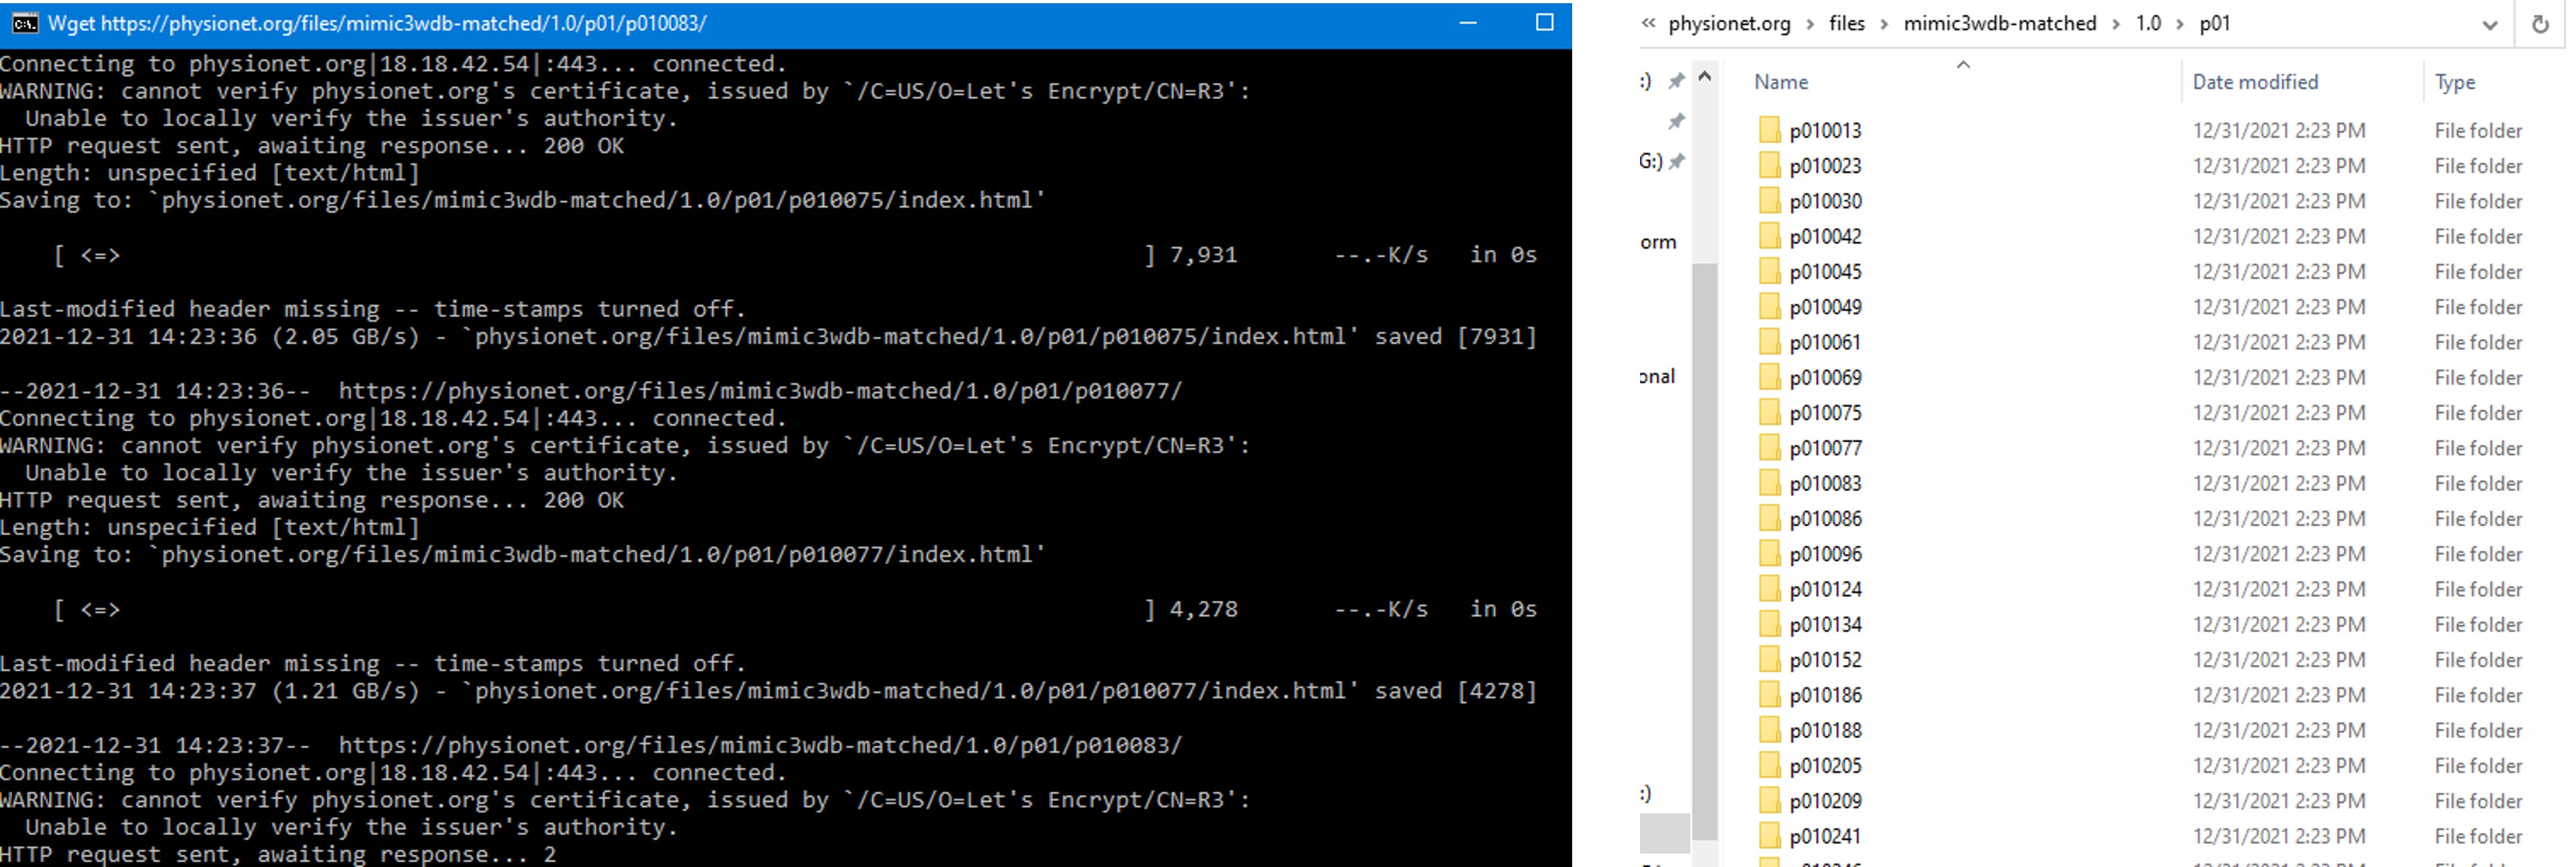 Wget https://physionet.org/files/mimic3wdb-matched/1.0/p01/p010083/
Connecting to physionet.org|18.18.42.54|:443... connected.
WARNING: cannot verify physionet.org's certificate, issued by `/C=US/O=Let's Encrypt/CN=R3':
Unable to locally verify the issuer's authority.
HTTP request sent, awaiting response... 200 OK
Length: unspecified [text/html]
Saving to: `physionet.org/files/mimic3wdb-matched/1.0/p01/p010075/index.html'
[ <=> ] 7,931 --.-K/s in 0s
Last-modified header missing -- time-stamps turned off.
2021-12-31 14:23:36 (2.05 GB/s) - `physionet.org/files/mimic3wdb-matched/1.0/p01/p010075/index.html' saved [7931]
--2021-12-31 14:23:36-- https://physionet.org/files/mimic3wdb-matched/1.0/p01/p010077/
Connecting to physionet.org|18.18.42.54|:443... connected.
WARNING: cannot verify physionet.org's certificate, issued by `/C=US/O=Let's Encrypt/CN=R3':
Unable to locally verify the issuer's authority.
HTTP request sent, awaiting response... 200 OK
Length: unspecified [text/html]
Saving to: `physionet.org/files/mimic3wdb-matched/1.0/p01/p010077/index.html'
[ <=> ] 4,278 --.-K/s in 0s
Last-modified header missing -- time-stamps turned off.
2021-12-31 14:23:37 (1.21 GB/s) - `physionet.org/files/mimic3wdb-matched/1.0/p01/p010077/index.html' saved [4278]
--2021-12-31 14:23:37-- https://physionet.org/files/mimic3wdb-matched/1.0/p01/p010083/
Connecting to physionet.org|18.18.42.54|:443... connected.
WARNING: cannot verify physionet.org's certificate, issued by `/C=US/O=Let's Encrypt/CN=R3':
Unable to locally verify the issuer's authority.
HTTP request sent, awaiting response... 2
« physionet.org › files › mimic3wdb-matched › 1.0 › p01
:)
G:)
orm
onal
:)
Name Date modified Type
p010013 12/31/2021 2:23 PM File folder
p010023 12/31/2021 2:23 PM File folder
p010030 12/31/2021 2:23 PM File folder
p010042 12/31/2021 2:23 PM File folder
p010045 12/31/2021 2:23 PM File folder
p010049 12/31/2021 2:23 PM File folder
p010061 12/31/2021 2:23 PM File folder
p010069 12/31/2021 2:23 PM File folder
p010075 12/31/2021 2:23 PM File folder
p010077 12/31/2021 2:23 PM File folder
p010083 12/31/2021 2:23 PM File folder
p010086 12/31/2021 2:23 PM File folder
p010096 12/31/2021 2:23 PM File folder
p010124 12/31/2021 2:23 PM File folder
p010134 12/31/2021 2:23 PM File folder
p010152 12/31/2021 2:23 PM File folder
p010186 12/31/2021 2:23 PM File folder
p010188 12/31/2021 2:23 PM File folder
p010205 12/31/2021 2:23 PM File folder
p010209 12/31/2021 2:23 PM File folder
p010241 12/31/2021 2:23 PM File folder